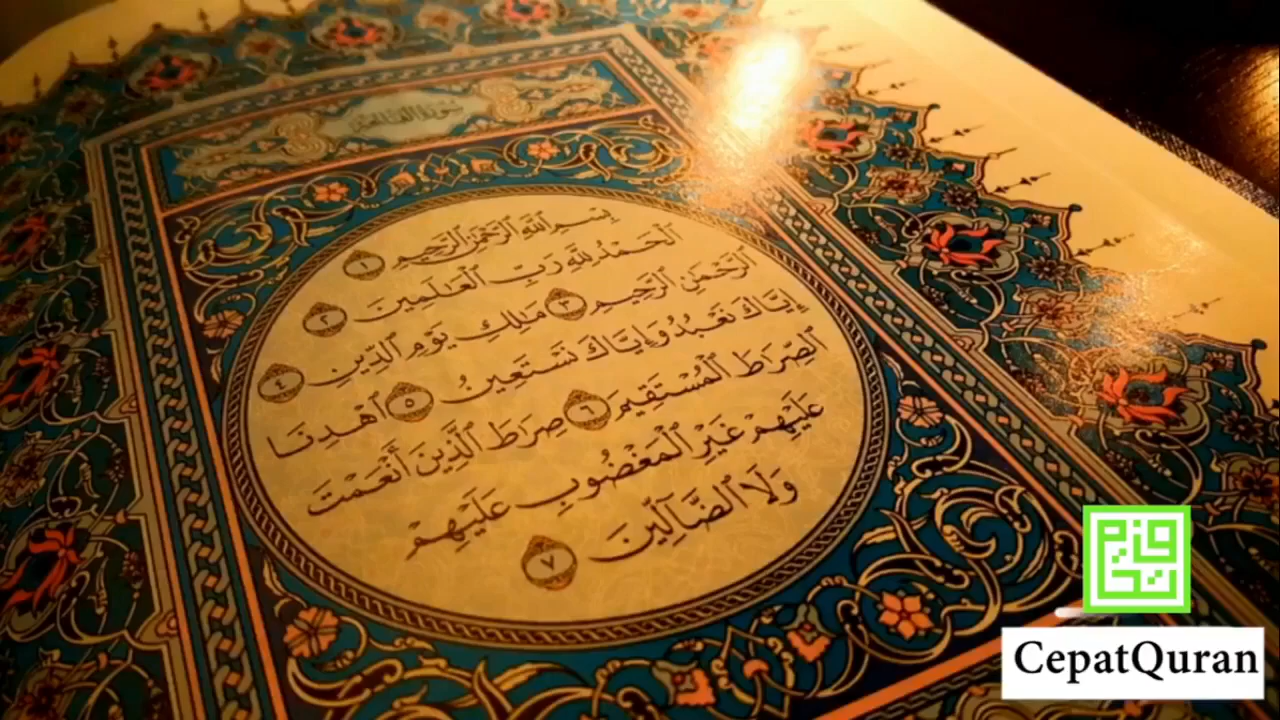 بِسْمِ ٱللَّهِ ٱلرَّحْمَٰنِ ٱلرَّحِيمِ ١
ٱلْحَمْدُ لِلَّهِ رَبِّ ٱلْعَٰلَمِينَ ٢
ٱلرَّحْمَٰنِ ٱلرَّحِيمِ ٣ مَٰلِكِ يَوْمِ ٱلدِّينِ ٤
إِيَّاكَ نَعْبُدُ وَإِيَّاكَ نَسْتَعِينُ ٥ ٱهْدِنَا
ٱلصِّرَٰطَ ٱلْمُسْتَقِيمَ ٦ صِرَٰطَ ٱلَّذِينَ أَنْعَمْتَ
عَلَيْهِمْ غَيْرِ ٱلْمَغْضُوبِ عَلَيْهِمْ
وَلَا ٱلضَّآلِّينَ ٧
CepatQuran